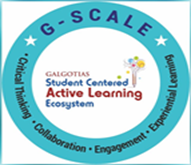 G-SCALE
GALGOTIAS
Student Centered
Active Learning
Ecosystem
• Critical Thinking • Collaboration • Engagement • Experiential Learning